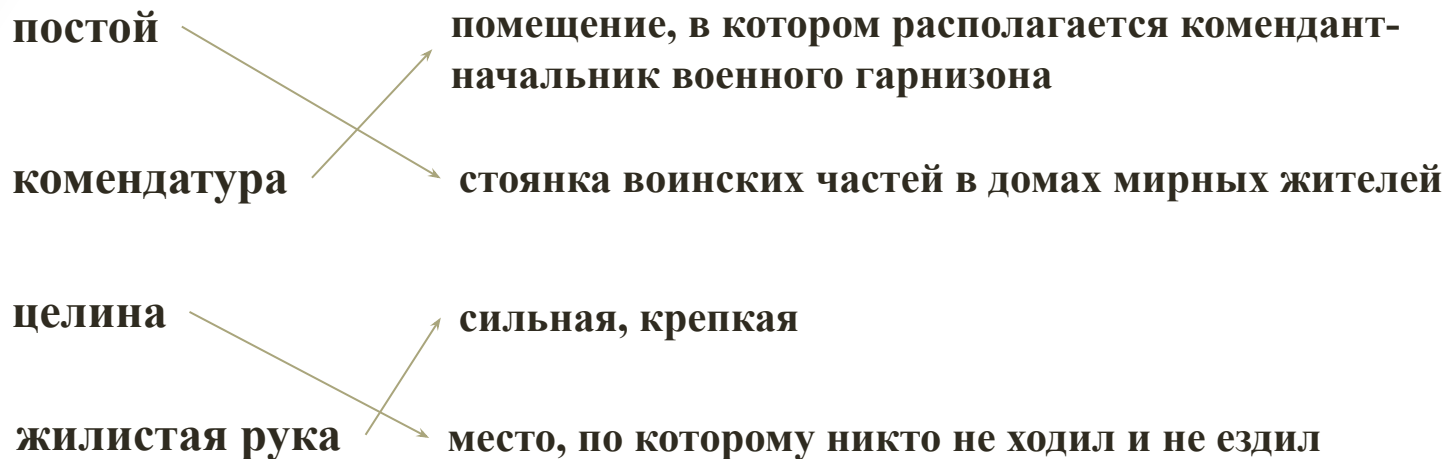 постой
помещение, в котором располагается комендант-
начальник военного гарнизона
комендатура
стоянка воинских частей в домах мирных жителей
целина
сильная, крепкая
жилистая рука
место, по которому никто не ходил и не ездил